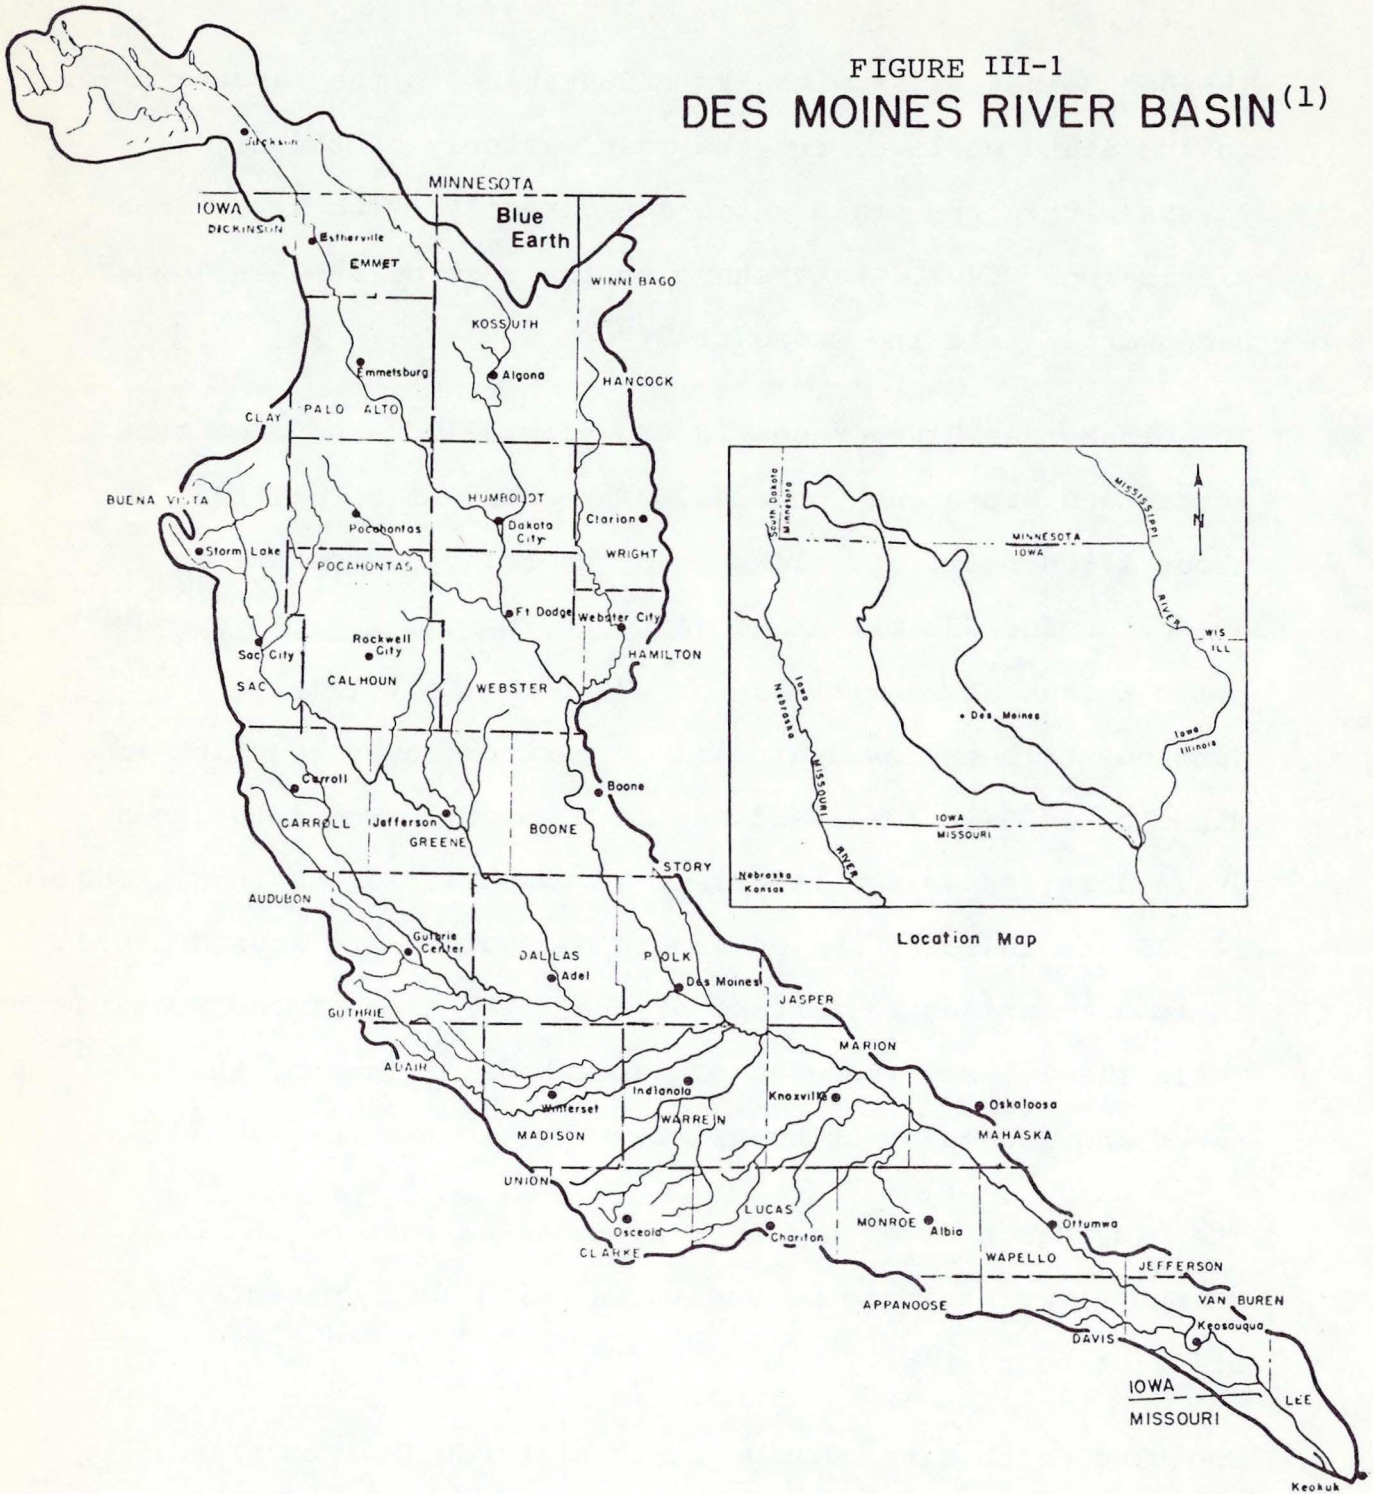 FIGURE III-1
DES MOINES RIVER BASIN(1)
Jackson
MINNESOTA
IOWA
DICKINSON
Blue
Earth
Estherville
EMMET
WINNEBAGO
KOSSUTH
Emmetsburg
Algona
HANCOCK
CLAY
PALO ALTO
BUENA VISTA
HUMBOLDT
Pocahontas
Dakota
City
Clarion
Storm Lake
POCAHONTAS
WRIGHT
Ft Dodge
Webster City
Sac City
Rockwell
City
HAMILTON
SAC
CALHOUN
WEBSTER
Carroll
Boone
CARROLL
Jefferson
GREENE
BOONE
STORY
AUDUBON
Guthrie
Center
DALLAS
POLK
Adel
Des Moines
GUTHRIE
JASPER
ADAIR
MARION
Indianola
Knoxville
Winterset
Oskaloosa
WARREN
MADISON
MAHASKA
UNION
Osceola
LUCAS
Chariton
MONROE
Albia
Ottumwa
CLARKE
WAPELLO
JEFFERSON
APPANOOSE
VAN BUREN
DAVIS
Keosauqua
IOWA
MISSOURI
LEE
Keokuk
South Dakota
Minnesota
MISSISSIPPI
RIVER
N
MINNESOTA
IOWA
WIS
ILL
Iowa
Nebraska
Des Moines
Iowa
Illinois
MISSOURI
RIVER
IOWA
MISSOURI
Nebraska
Kansas
Location Map